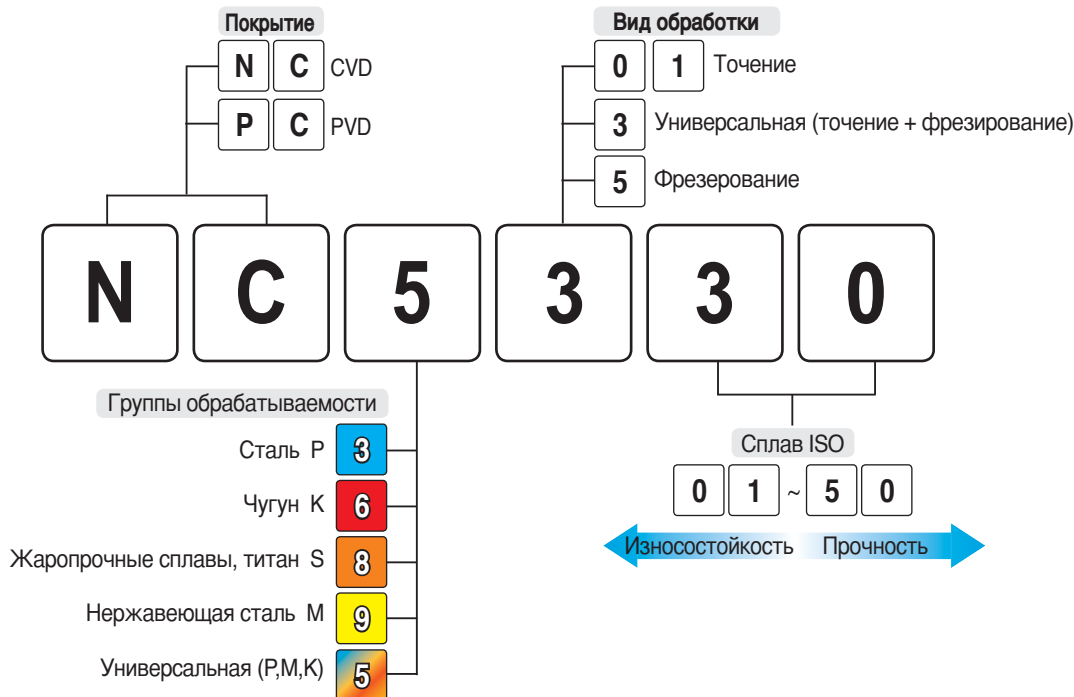 Покрытие
N C CVD
P C PVD
Вид обработки
0 1 Точение
3 Универсальная (точение + фрезирование)
5 Фрезерование
N C 5 3 3 0
Группы обрабатываемости
Сталь P 3
Чугун K 6
Жаропрочные сплавы, титан S 8
Нержавеющая сталь M 9
Универсальная (P,M,K) 5
Сплав ISO
0 1 ~ 5 0
Износостойкость Прочность